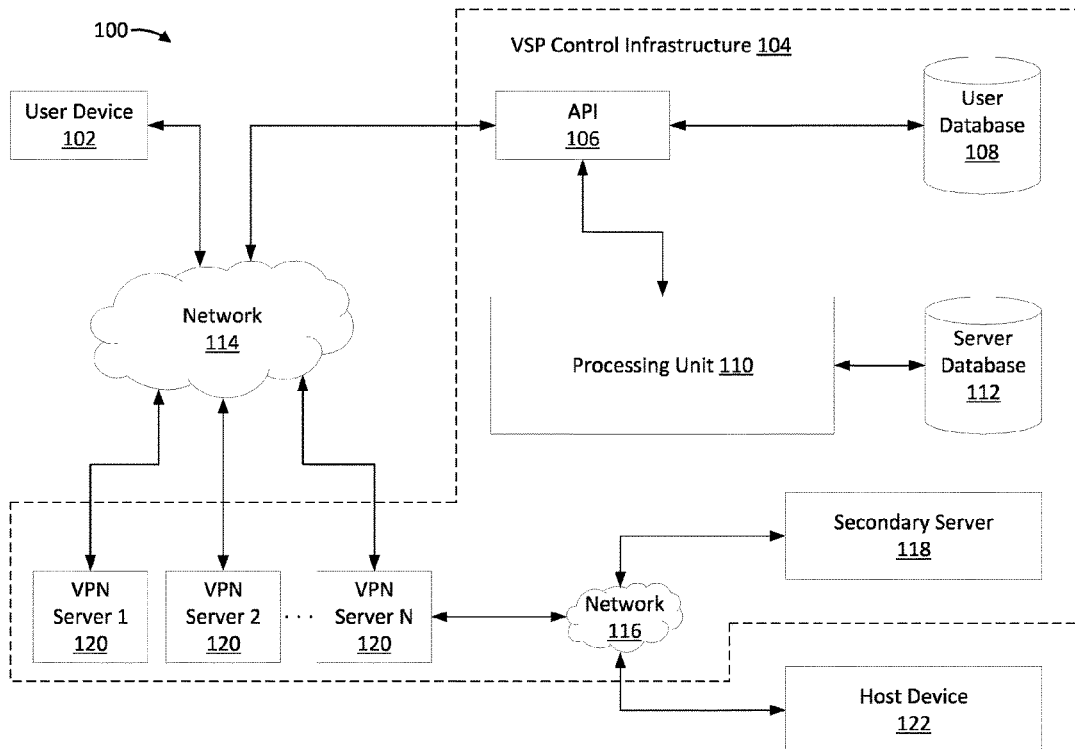 100
VSP Control Infrastructure 104
User Device
102
API
106
User
Database
108
Network
114
Processing Unit 110
Server
Database
112
Secondary Server
118
VPN
Server 1
120
VPN
Server 2
120
· · ·
VPN
Server N
120
Network
116
Host Device
122